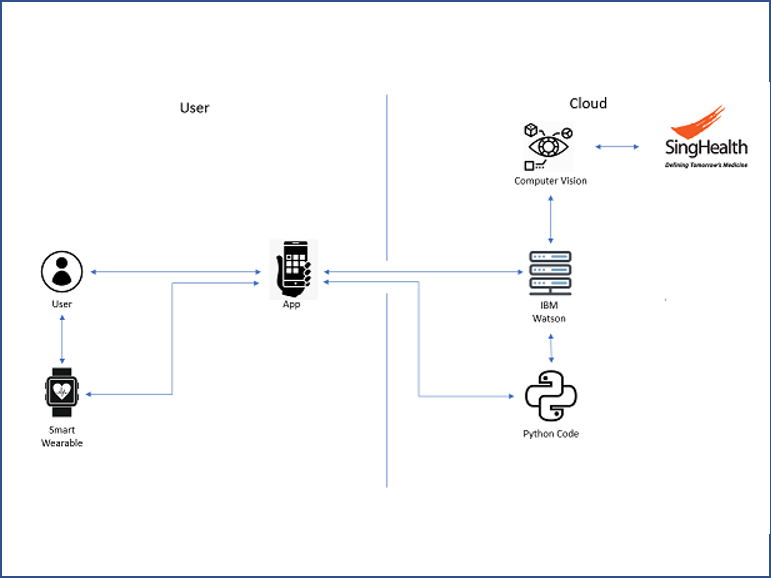 User
Cloud
SingHealth
Defining Tomorrow's Medicine
Computer Vision
User
App
IBM
Watson
Smart
Wearable
Python Code